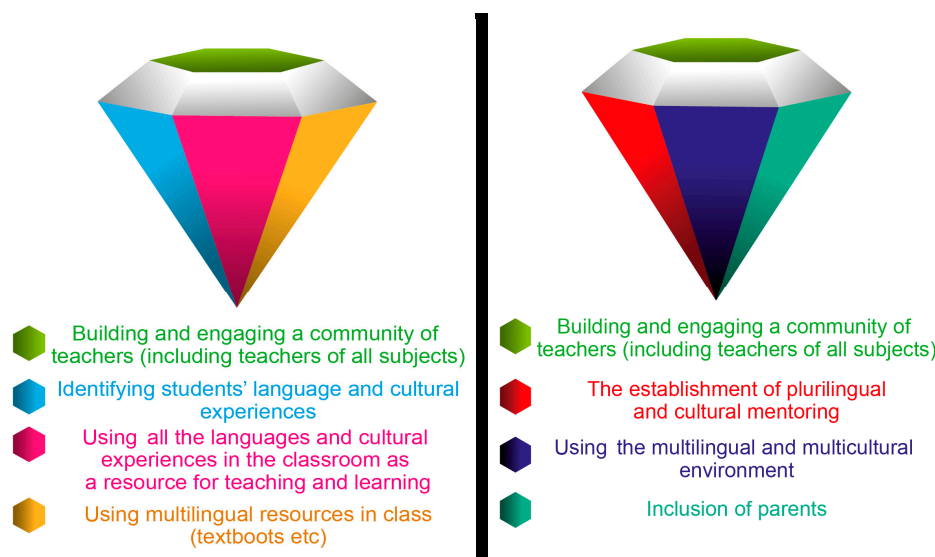 Building and engaging a community of
teachers (including teachers of all subjects)
Identifying students' language and cultural
experiences
Using all the languages and cultural
experiences in the classroom as
a resource for teaching and learning
Using multilingual resources in class
(textboots etc)
Building and engaging a community of
teachers (including teachers of all subjects)
The establishment of plurilingual
and cultural mentoring
Using the multilingual and multicultural
environment
Inclusion of parents